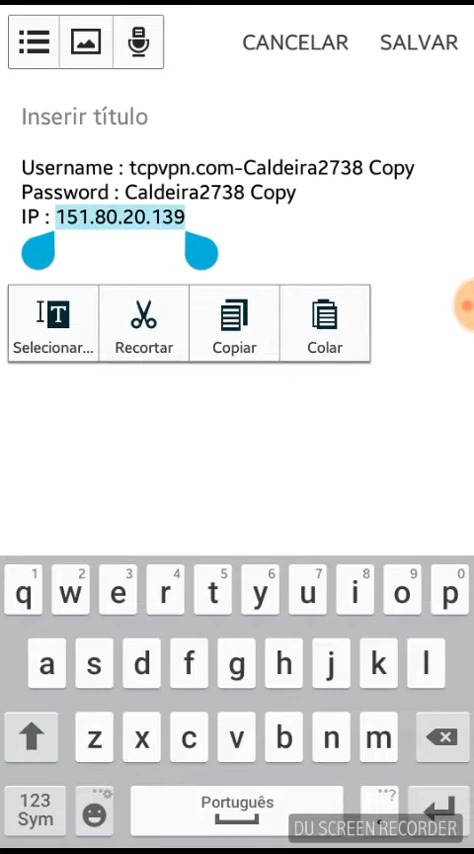 CANCELAR SALVAR
Inserir título
Username : tcpvpn.com-Caldeira2738 Copy
Password : Caldeira2738 Copy
IP : 151.80.20.139
Selecionar... Recortar Copiar Colar
1 2 3 4 5 6 7 8 9 0
q w e r t y u i o p
a s d f g h j k l
z x c v b n m
123 Português ..?
Sym .
DU SCREEN RECORDER